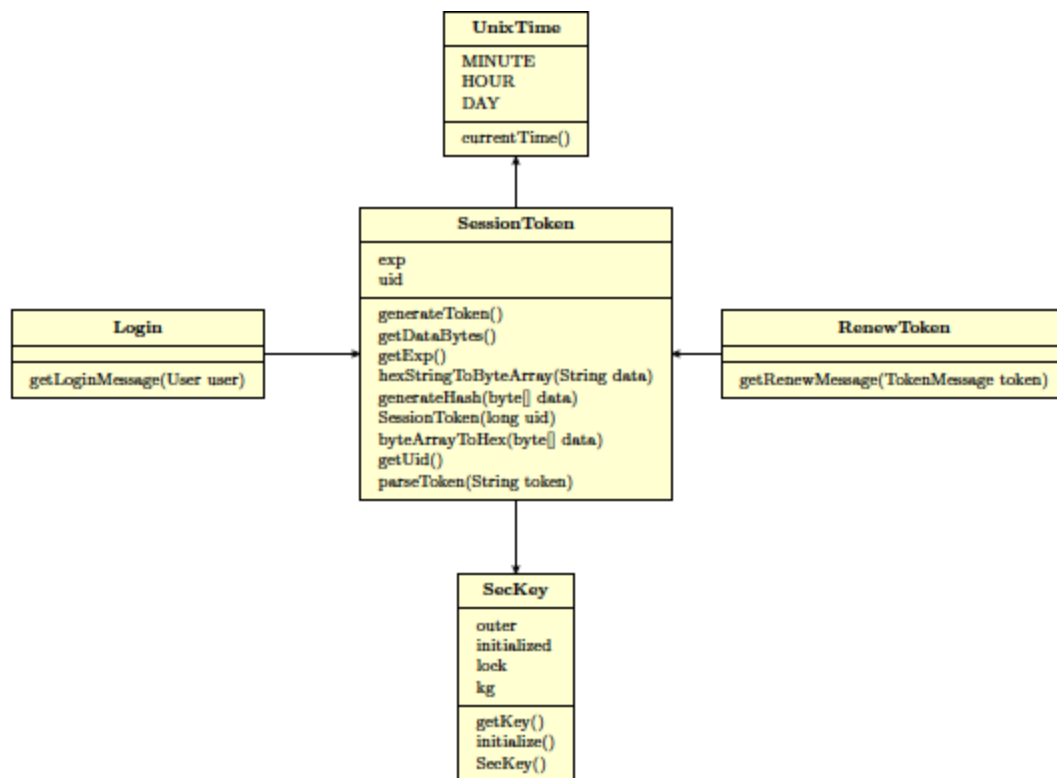 UnixTime
MINUTE
HOUR
DAY
currentTime()
SessionToken
exp
uid
generateToken()
getDataBytes()
getExp()
hexStringToByteArray(String data)
generateHash(byte[] data)
SessionToken(long uid)
byteArrayToHex(byte[] data)
getUid()
parseToken(String token)
Login
getLoginMessage(User user)
RenewToken
getRenewMessage(TokenMessage token)
SecKey
outer
initialized
lock
kg
getKey()
initialize()
SecKey()